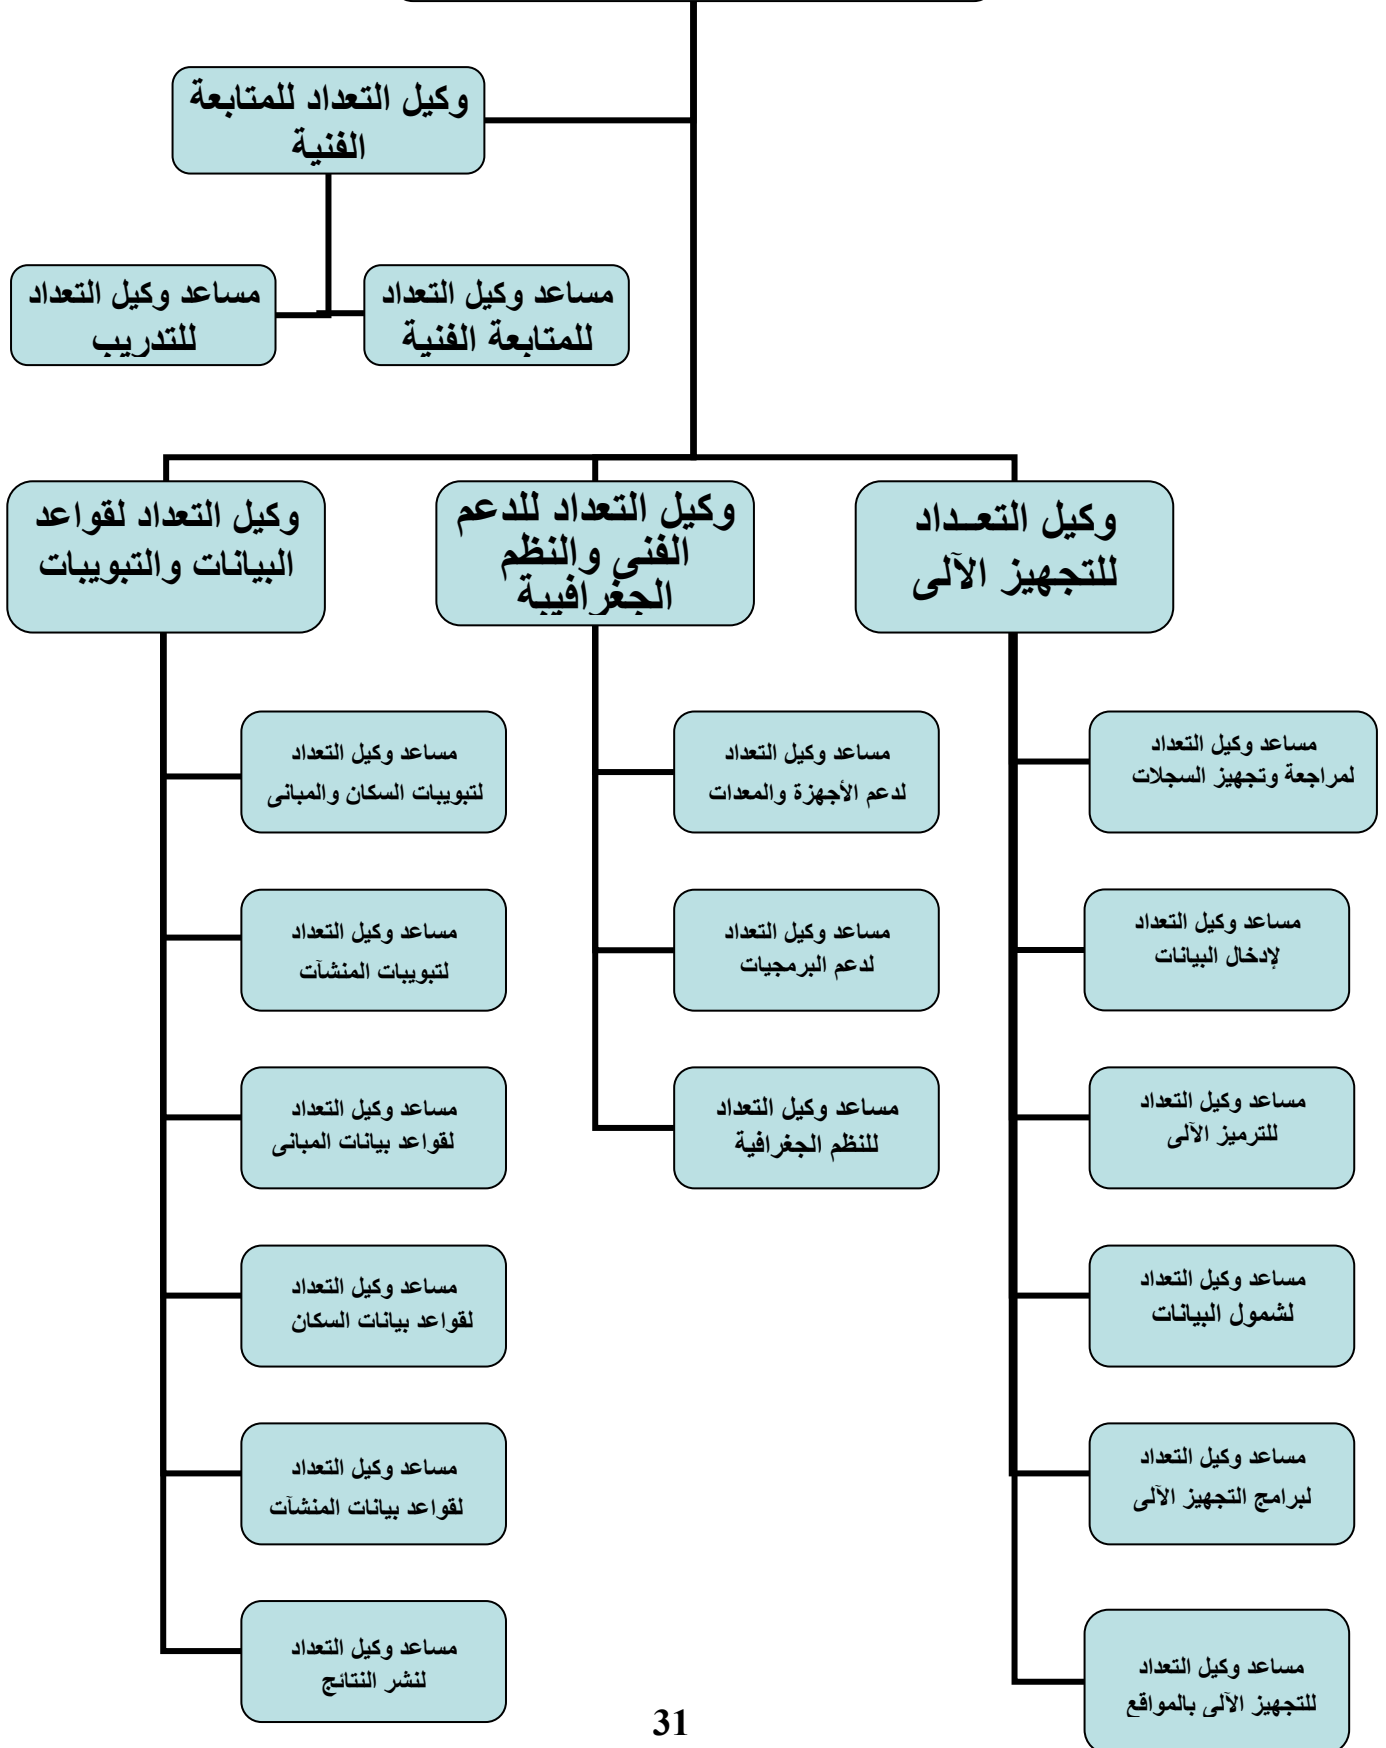 وكيل التعداد للمتابعة
الفنية
مساعد وكيل التعداد
للمتابعة الفنية
مساعد وكيل التعداد
للتدريب
وكيل التعــداد
للتجهيز الآلى
وكيل التعداد للدعم
الفنى والنظم
الجغرافيبة
وكيل التعداد لقواعد
البيانات والتبويبات
مساعد وكيل التعداد
لمراجعة وتجهيز السجلات
مساعد وكيل التعداد
لإدخال البيانات
مساعد وكيل التعداد
للترميز الآلى
مساعد وكيل التعداد
لشمول البيانات
مساعد وكيل التعداد
لبرامج التجهيز الآلى
مساعد وكيل التعداد
للتجهيز الآلى بالمواقع
مساعد وكيل التعداد
لدعم الأجهزة والمعدات
مساعد وكيل التعداد
لدعم البرمجيات
مساعد وكيل التعداد
للنظم الجغرافية
مساعد وكيل التعداد
لتبويبات السكان والمبانى
مساعد وكيل التعداد
لتبويبات المنشآت
مساعد وكيل التعداد
لقواعد بيانات المبانى
مساعد وكيل التعداد
لقواعد بيانات السكان
مساعد وكيل التعداد
لقواعد بيانات المنشآت
مساعد وكيل التعداد
لنشر النتائج
31